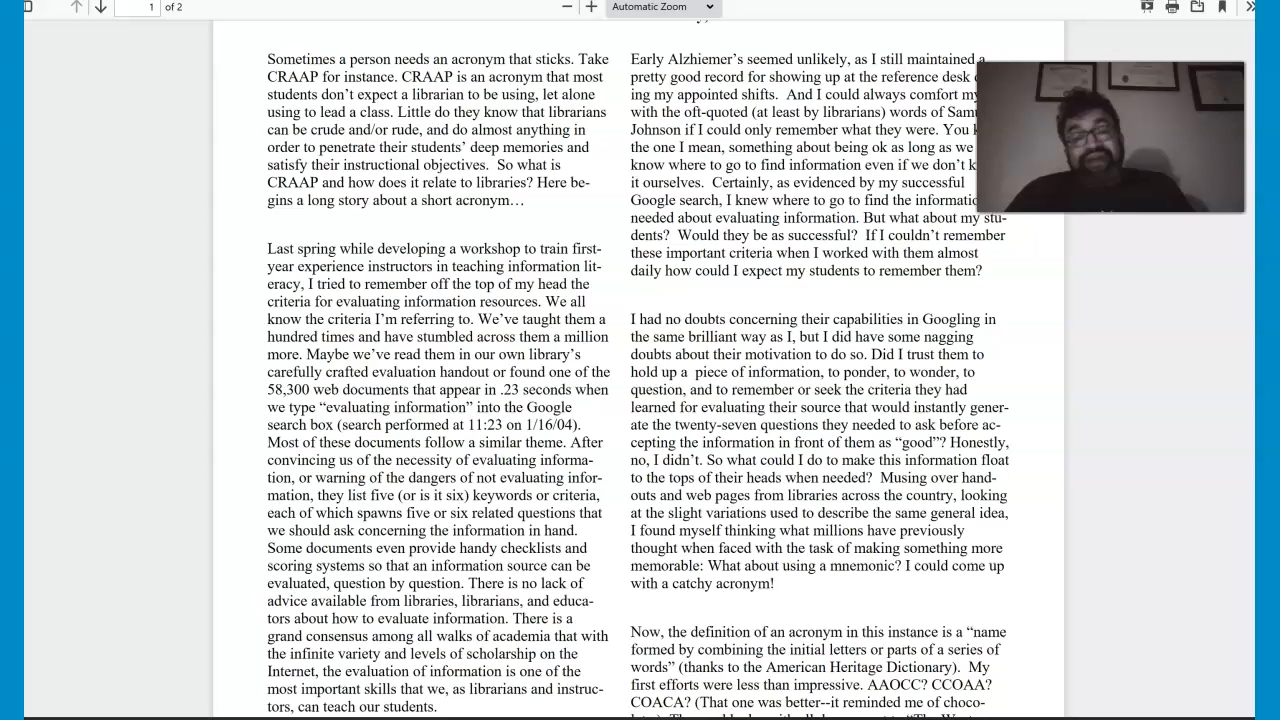 1 of 2
Automatic Zoom
Sometimes a person needs an acronym that sticks. Take
CRAAP for instance. CRAAP is an acronym that most
students don’t expect a librarian to be using, let alone
using to lead a class. Little do they know that librarians
can be crude and/or rude, and do almost anything in
order to penetrate their students’ deep memories and
satisfy their instructional objectives.  So what is
CRAAP and how does it relate to libraries? Here be-
gins a long story about a short acronym…
Last spring while developing a workshop to train first-
year experience instructors in teaching information lit-
eracy, I tried to remember off the top of my head the
criteria for evaluating information resources. We all
know the criteria I’m referring to. We’ve taught them a
hundred times and have stumbled across them a million
more. Maybe we’ve read them in our own library’s
carefully crafted evaluation handout or found one of the
58,300 web documents that appear in .23 seconds when
we type “evaluating information” into the Google
search box (search performed at 11:23 on 1/16/04).
Most of these documents follow a similar theme. After
convincing us of the necessity of evaluating informa-
tion, or warning of the dangers of not evaluating infor-
mation, they list five (or is it six) keywords or criteria,
each of which spawns five or six related questions that
we should ask concerning the information in hand.
Some documents even provide handy checklists and
scoring systems so that an information source can be
evaluated, question by question. There is no lack of
advice available from libraries, librarians, and educa-
tors about how to evaluate information. There is a
grand consensus among all walks of academia that with
the infinite variety and levels of scholarship on the
Internet, the evaluation of information is one of the
most important skills that we, as librarians and instruc-
tors, can teach our students.
Early Alzhiemer’s seemed unlikely, as I still maintained a
pretty good record for showing up at the reference desk
ing my appointed shifts.  And I could always comfort
with the oft-quoted (at least by librarians) words of
Johnson if I could only remember what they were. You
the one I mean, something about being ok as long as we
know where to go to find information even if we don’t
it ourselves.  Certainly, as evidenced by my successful
Google search, I knew where to go to find the
needed about evaluating information. But what about my stu-
dents?  Would they be as successful?  If I couldn’t remember
these important criteria when I worked with them almost
daily how could I expect my students to remember them?
I had no doubts concerning their capabilities in Googling in
the same brilliant way as I, but I did have some nagging
doubts about their motivation to do so. Did I trust them to
hold up a  piece of information, to ponder, to wonder, to
question, and to remember or seek the criteria they had
learned for evaluating their source that would instantly gener-
ate the twenty-seven questions they needed to ask before ac-
cepting the information in front of them as “good”? Honestly,
no, I didn’t. So what could I do to make this information float
to the tops of their heads when needed?  Musing over hand-
outs and web pages from libraries across the country, looking
at the slight variations used to describe the same general idea,
I found myself thinking what millions have previously
thought when faced with the task of making something more
memorable: What about using a mnemonic? I could come up
with a catchy acronym!
Now, the definition of an acronym in this instance is a “name
formed by combining the initial letters or parts of a series of
words” (thanks to the American Heritage Dictionary).  My
first efforts were less than impressive. AAOCC? CCOAA?
COACA? (That one was better--it reminded me of choco-